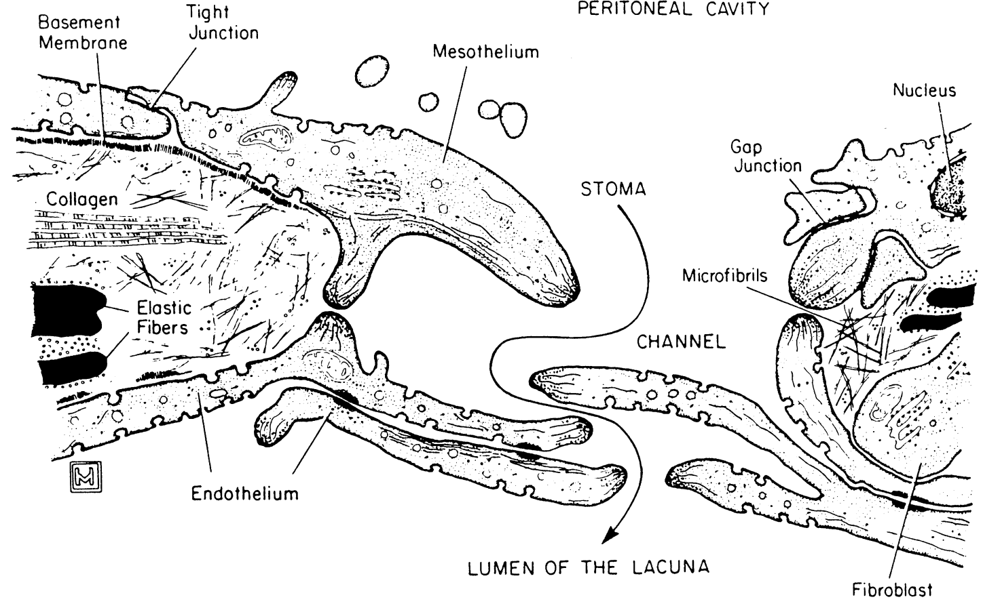 PERITONEAL CAVITY
Tight
Junction
Basement
Membrane
Mesothelium
Nucleus
Gap
Junction
STOMA
Collagen
Microfibrils
Elastic
Fibers
CHANNEL
Endothelium
LUMEN OF THE LACUNA
Fibroblast